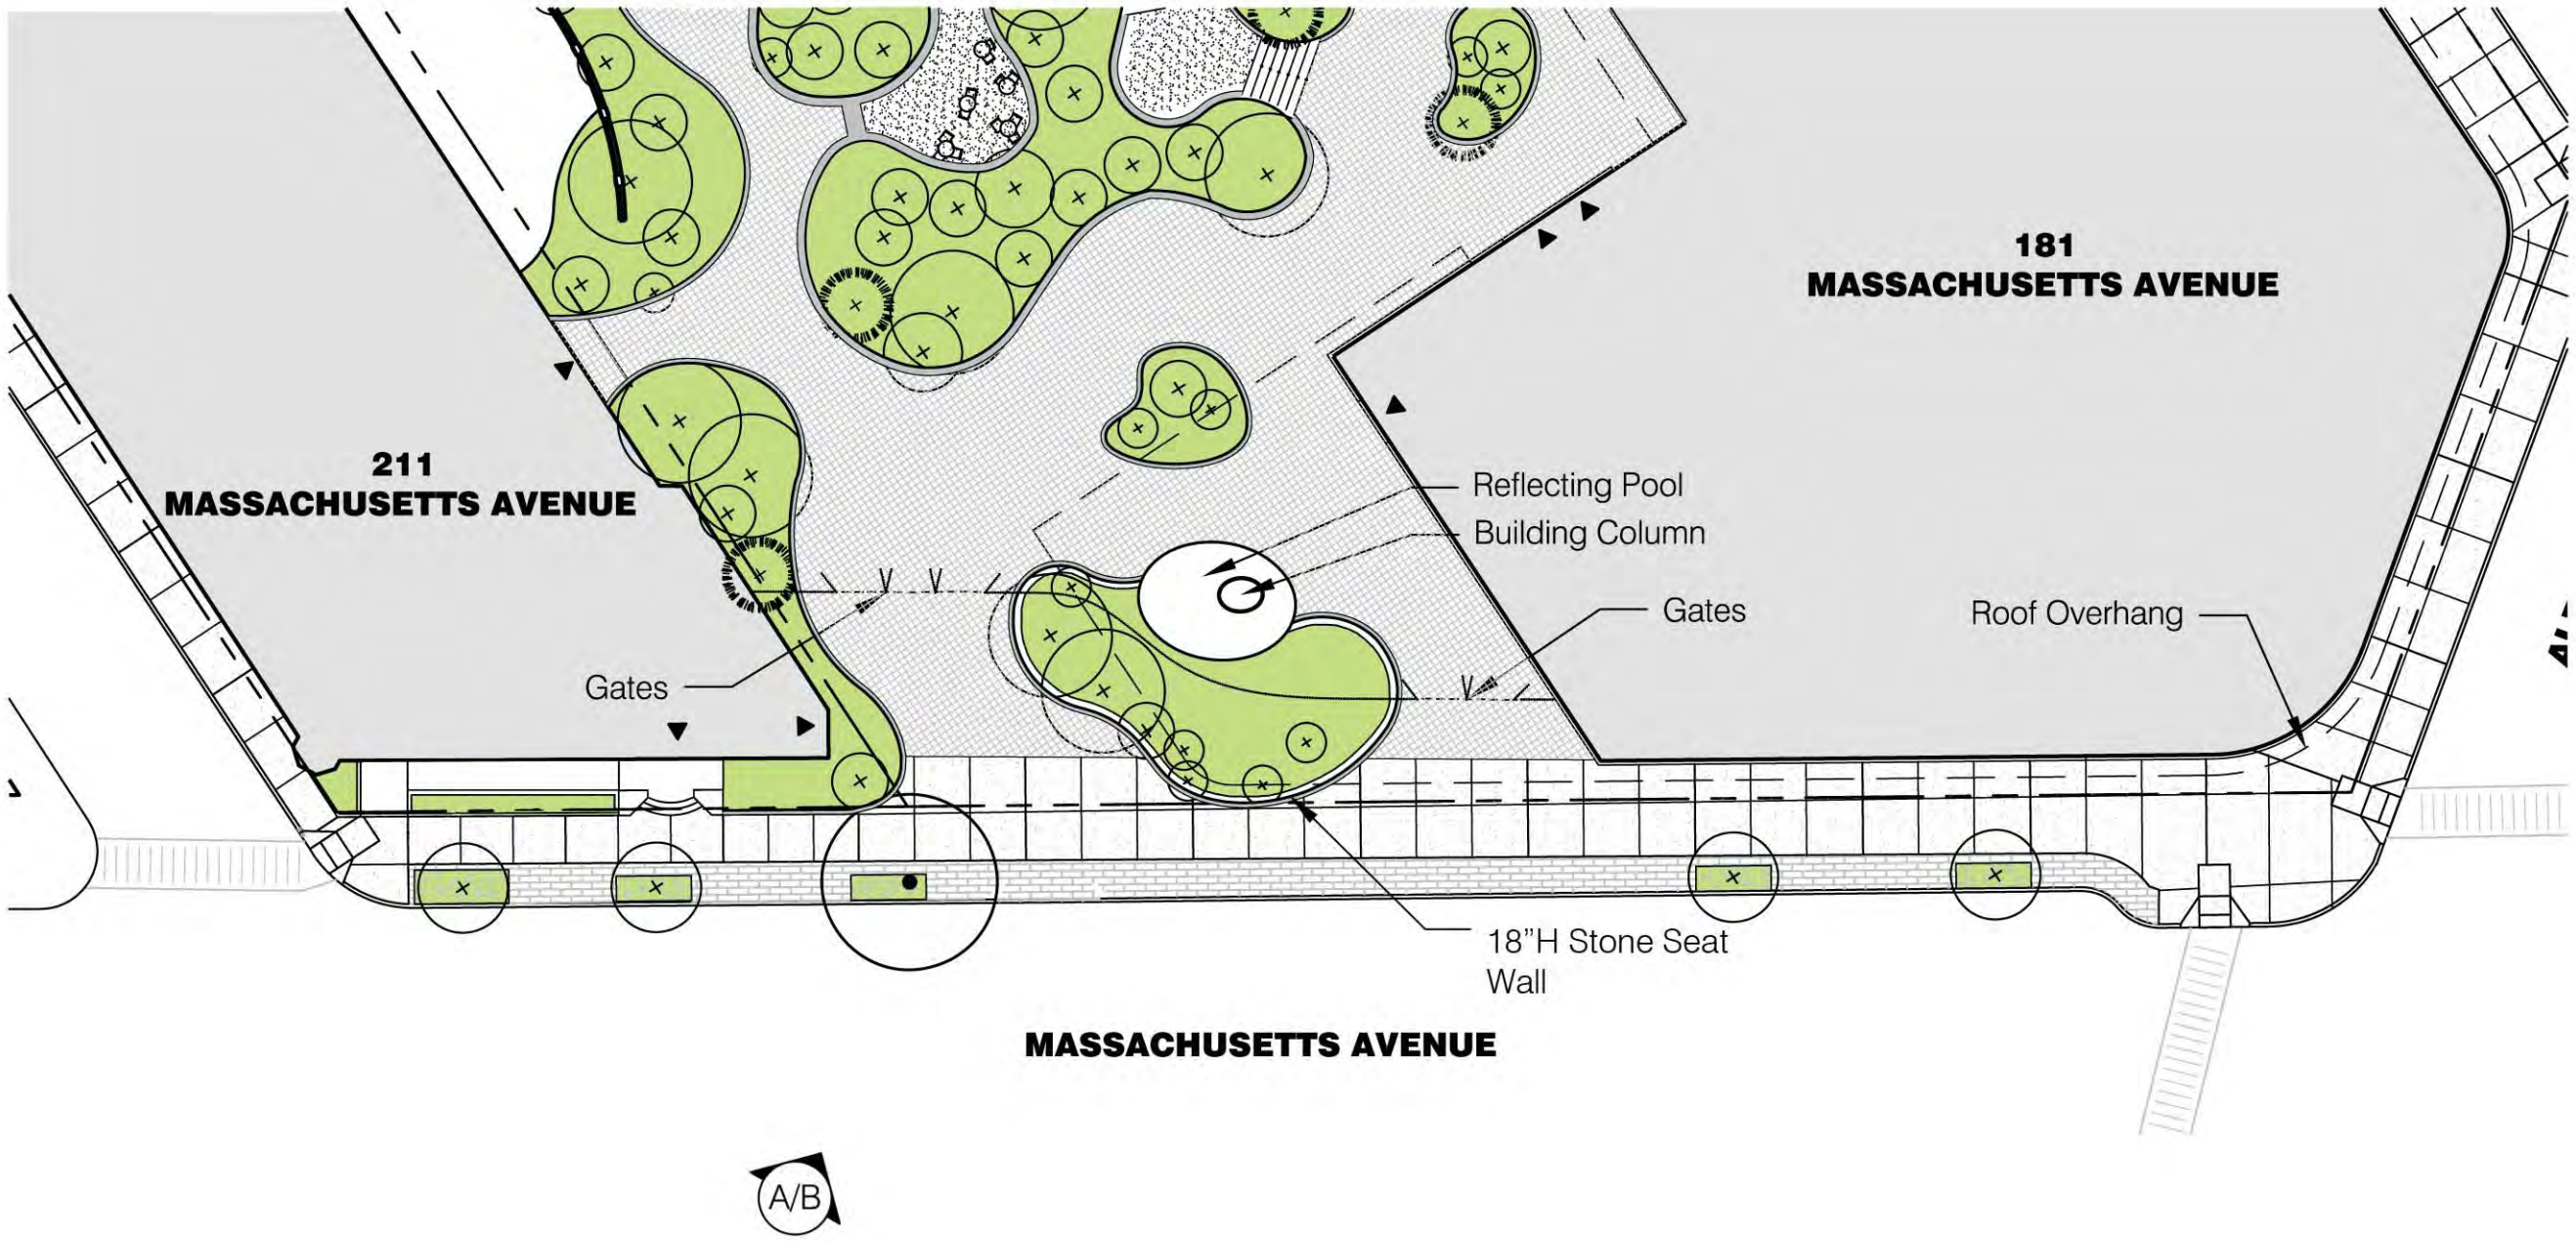 181
MASSACHUSETTS AVENUE
211
MASSACHUSETTS AVENUE
Reflecting Pool
Building Column
Gates
Roof Overhang
Gates
18”H Stone Seat
Wall
MASSACHUSETTS AVENUE
A/B